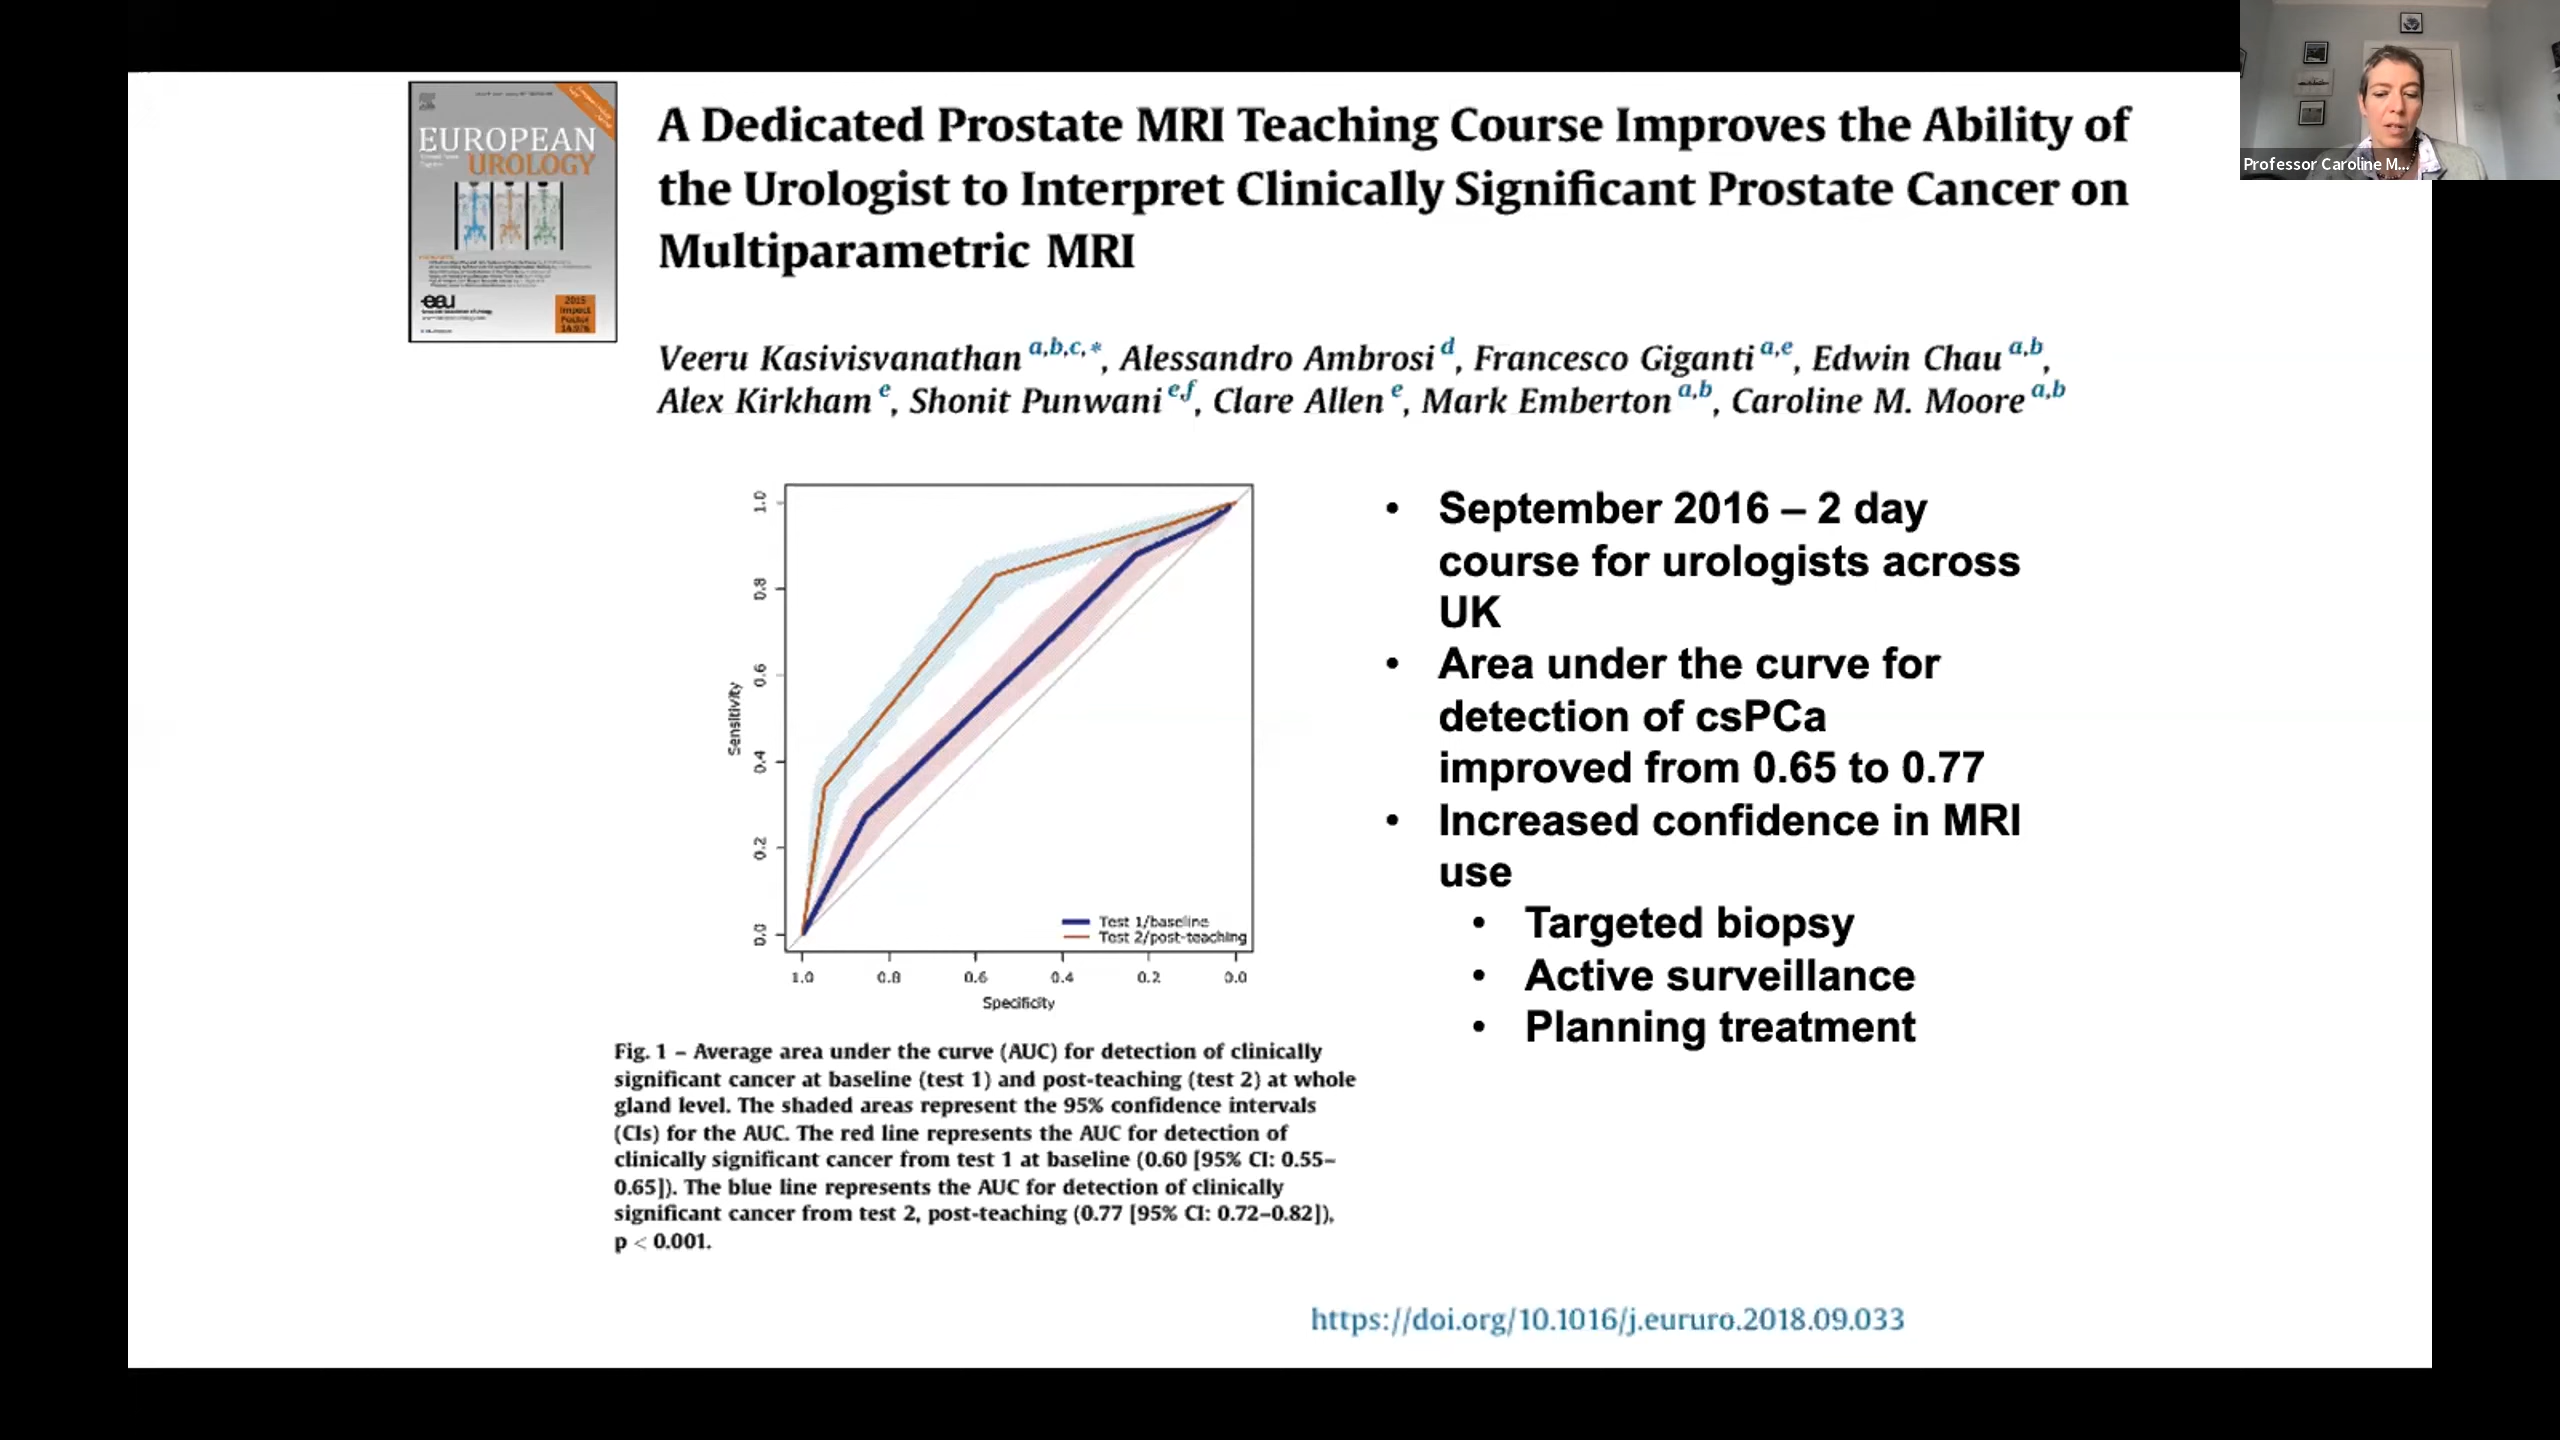 Professor Caroline M...
EUROPEAN
UROLOGY
eau
2015
Impact
Factor
14.976
A Dedicated Prostate MRI Teaching Course Improves the Ability of
the Urologist to Interpret Clinically Significant Prostate Cancer on
Multiparametric MRI
Veeru Kasivisvanathan a,b,c,*, Alessandro Ambrosi d, Francesco Giganti a,e, Edwin Chau a,b,
Alex Kirkham e, Shonit Punwani e,f, Clare Allen e, Mark Emberton a,b, Caroline M. Moore a,b
1.0
0.8
0.6
0.4
0.2
0.0
Sensitivity
Test 1/baseline
Test 2/post-teaching
1.0 0.8 0.6 0.4 0.2 0.0
Specificity
Fig. 1 – Average area under the curve (AUC) for detection of clinically
significant cancer at baseline (test 1) and post-teaching (test 2) at whole
gland level. The shaded areas represent the 95% confidence intervals
(CIs) for the AUC. The red line represents the AUC for detection of
clinically significant cancer from test 1 at baseline (0.60 [95% CI: 0.55–
0.65]). The blue line represents the AUC for detection of clinically
significant cancer from test 2, post-teaching (0.77 [95% CI: 0.72–0.82]),
p < 0.001.
• September 2016 – 2 day
course for urologists across
UK
• Area under the curve for
detection of csPCa
improved from 0.65 to 0.77
• Increased confidence in MRI
use
• Targeted biopsy
• Active surveillance
• Planning treatment
https://doi.org/10.1016/j.eururo.2018.09.033